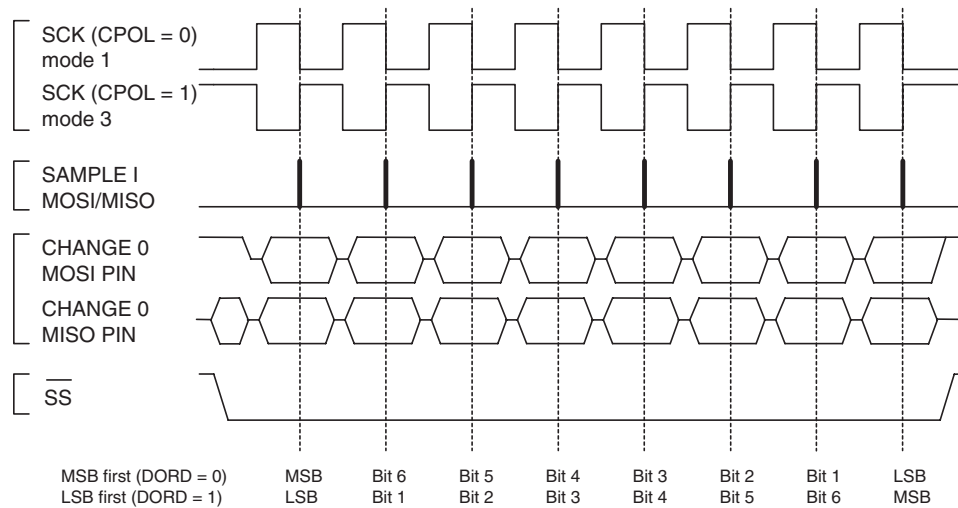 SCK (CPOL = 0)
mode 1
SCK (CPOL = 1)
mode 3
SAMPLE I
MOSI/MISO
CHANGE 0
MOSI PIN
CHANGE 0
MISO PIN
SS
MSB first (DORD = 0) MSB Bit 6 Bit 5 Bit 4 Bit 3 Bit 2 Bit 1 LSB
LSB first (DORD = 1) LSB Bit 1 Bit 2 Bit 3 Bit 4 Bit 5 Bit 6 MSB